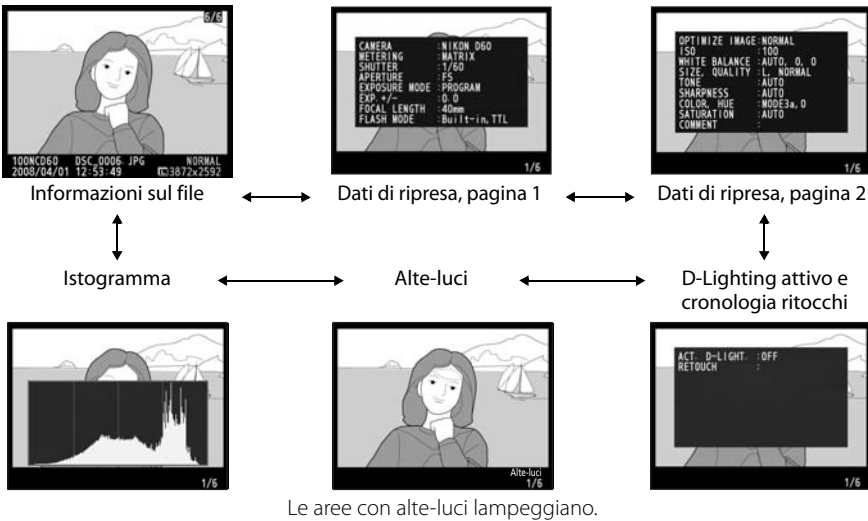 6/6
100NCD60 DSC_0006. JPG NORMAL
2008/04/01 12:53:49 3872x2592
CAMERA :NIKON D60
METERING :MATRIX
SHUTTER :1/60
APERTURE :F5
EXPOSURE MODE :PROGRAM
EXP. +/- :0.0
FOCAL LENGTH :40mm
FLASH MODE :Built-in, TTL
1/6
OPTIMIZE IMAGE:NORMAL
ISO :100
WHITE BALANCE :AUTO, 0, 0
SIZE, QUALITY :L, NORMAL
TONE :AUTO
SHARPNESS :AUTO
COLOR, HUE :MODE3a, 0
SATURATION :AUTO
COMMENT :
1/6
Informazioni sul file
Dati di ripresa, pagina 1
Dati di ripresa, pagina 2
Istogramma
Alte-luci
D-Lighting attivo e
cronologia ritocchi
1/6
Alte-luci
1/6
ACT. D-LIGHT. :OFF
RETOUCH :
1/6
Le aree con alte-luci lampeggiano.